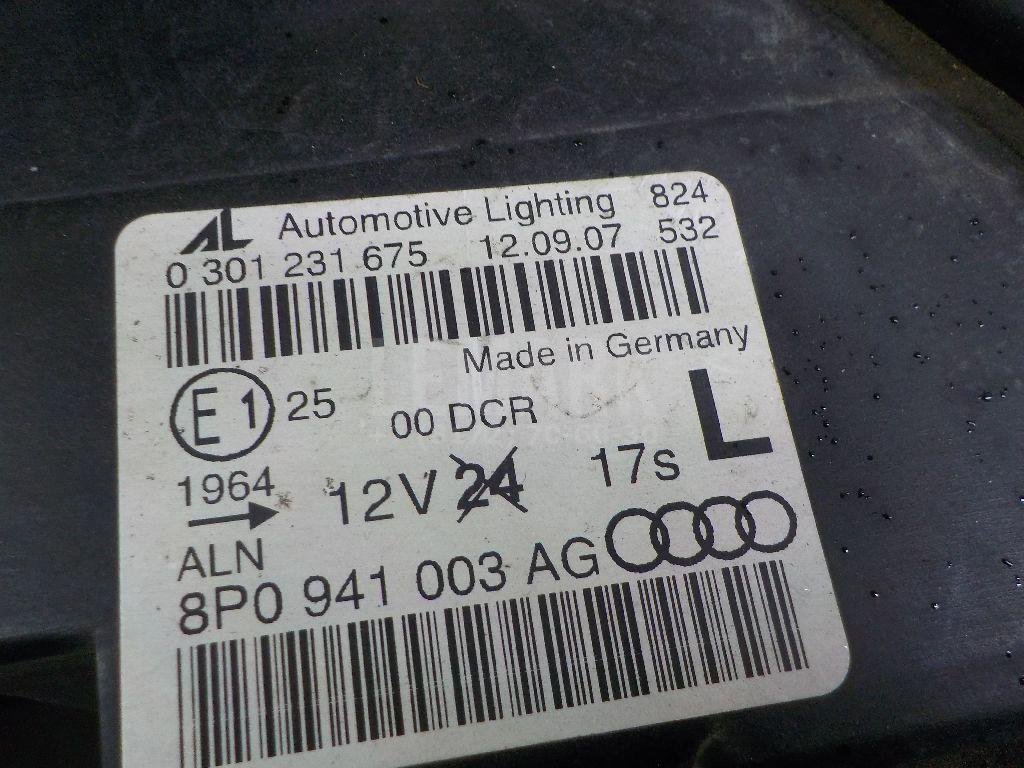 AL Automotive Lighting 824
0 301 231 675 12.09.07 532
Made in Germany
E1 25 00 DCR L
1964 12V 24 17s
ALN
8P0 941 003 AG